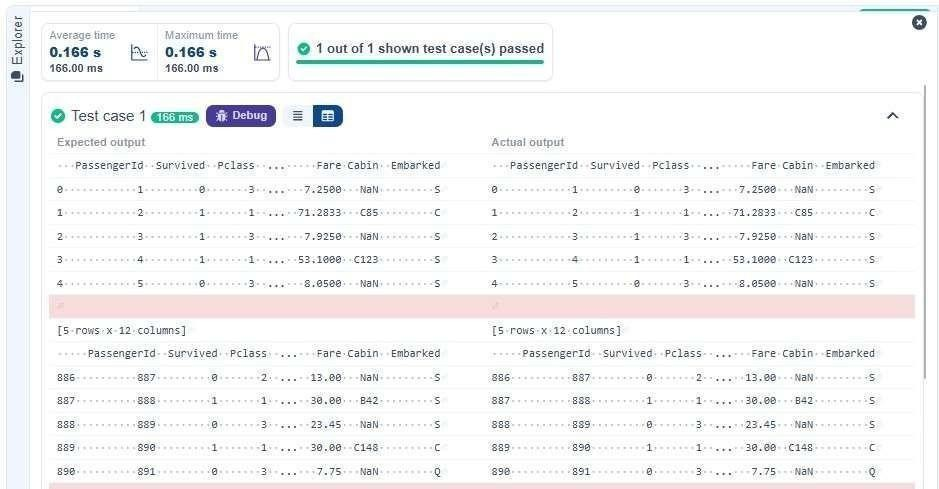 Explorer
Average time
0.166 s
166.00 ms
Maximum time
0.166 s
166.00 ms
1 out of 1 shown test case(s) passed
Test case 1 166 ms Debug
Expected output Actual output
···PassengerId··Survived··Pclass··...·····Fare·Cabin··Embarked ···PassengerId··Survived··Pclass··...·····Fare·Cabin··Embarked
0············1·········0·······3··...···7.2500···NaN·········S 0············1·········0·······3··...···7.2500···NaN·········S
1············2·········1·······1··...··71.2833···C85·········C 1············2·········1·······1··...··71.2833···C85·········C
2············3·········1·······3··...···7.9250···NaN·········S 2············3·········1·······3··...···7.9250···NaN·········S
3············4·········1·······1··...··53.1000··C123·········S 3············4·········1·······1··...··53.1000··C123·········S
4············5·········0·······3··...···8.0500···NaN·········S 4············5·········0·······3··...···8.0500···NaN·········S
[5·rows·x·12·columns] [5·rows·x·12·columns]
·····PassengerId··Survived··Pclass··...···Fare·Cabin··Embarked ·····PassengerId··Survived··Pclass··...···Fare·Cabin··Embarked
886··········887·········0·······2··...··13.00···NaN·········S 886··········887·········0·······2··...··13.00···NaN·········S
887··········888·········1·······1··...··30.00···B42·········S 887··········888·········1·······1··...··30.00···B42·········S
888··········889·········0·······3··...··23.45···NaN·········S 888··········889·········0·······3··...··23.45···NaN·········S
889··········890·········1·······1··...··30.00··C148·········C 889··········890·········1·······1··...··30.00··C148·········C
890··········891·········0·······3··...···7.75···NaN·········Q 890··········891·········0·······3··...···7.75···NaN·········Q